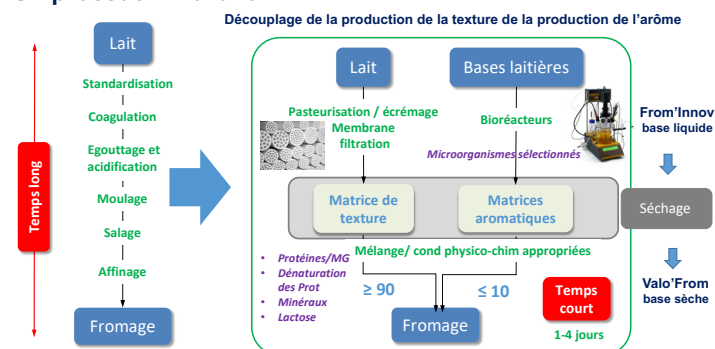 Découplage de la production de la texture de la production de l’arôme
Temps long
Lait
Standardisation
Coagulation
Egouttage et
acidification
Moulage
Salage
Affinage
Fromage
Lait
Pasteurisation / écrémage
Membrane
filtration
Bases laitières
Bioréacteurs
Microorganismes sélectionnés
Matrice de
texture
Matrices
aromatiques
Mélange/ cond physico-chim appropriées
• Protéines/MG
• Dénaturation
des Prot
• Minéraux
• Lactose
≥ 90
≤ 10
Fromage
Temps
court
1-4 jours
From’Innov
base liquide
Séchage
Valo’From
base sèche